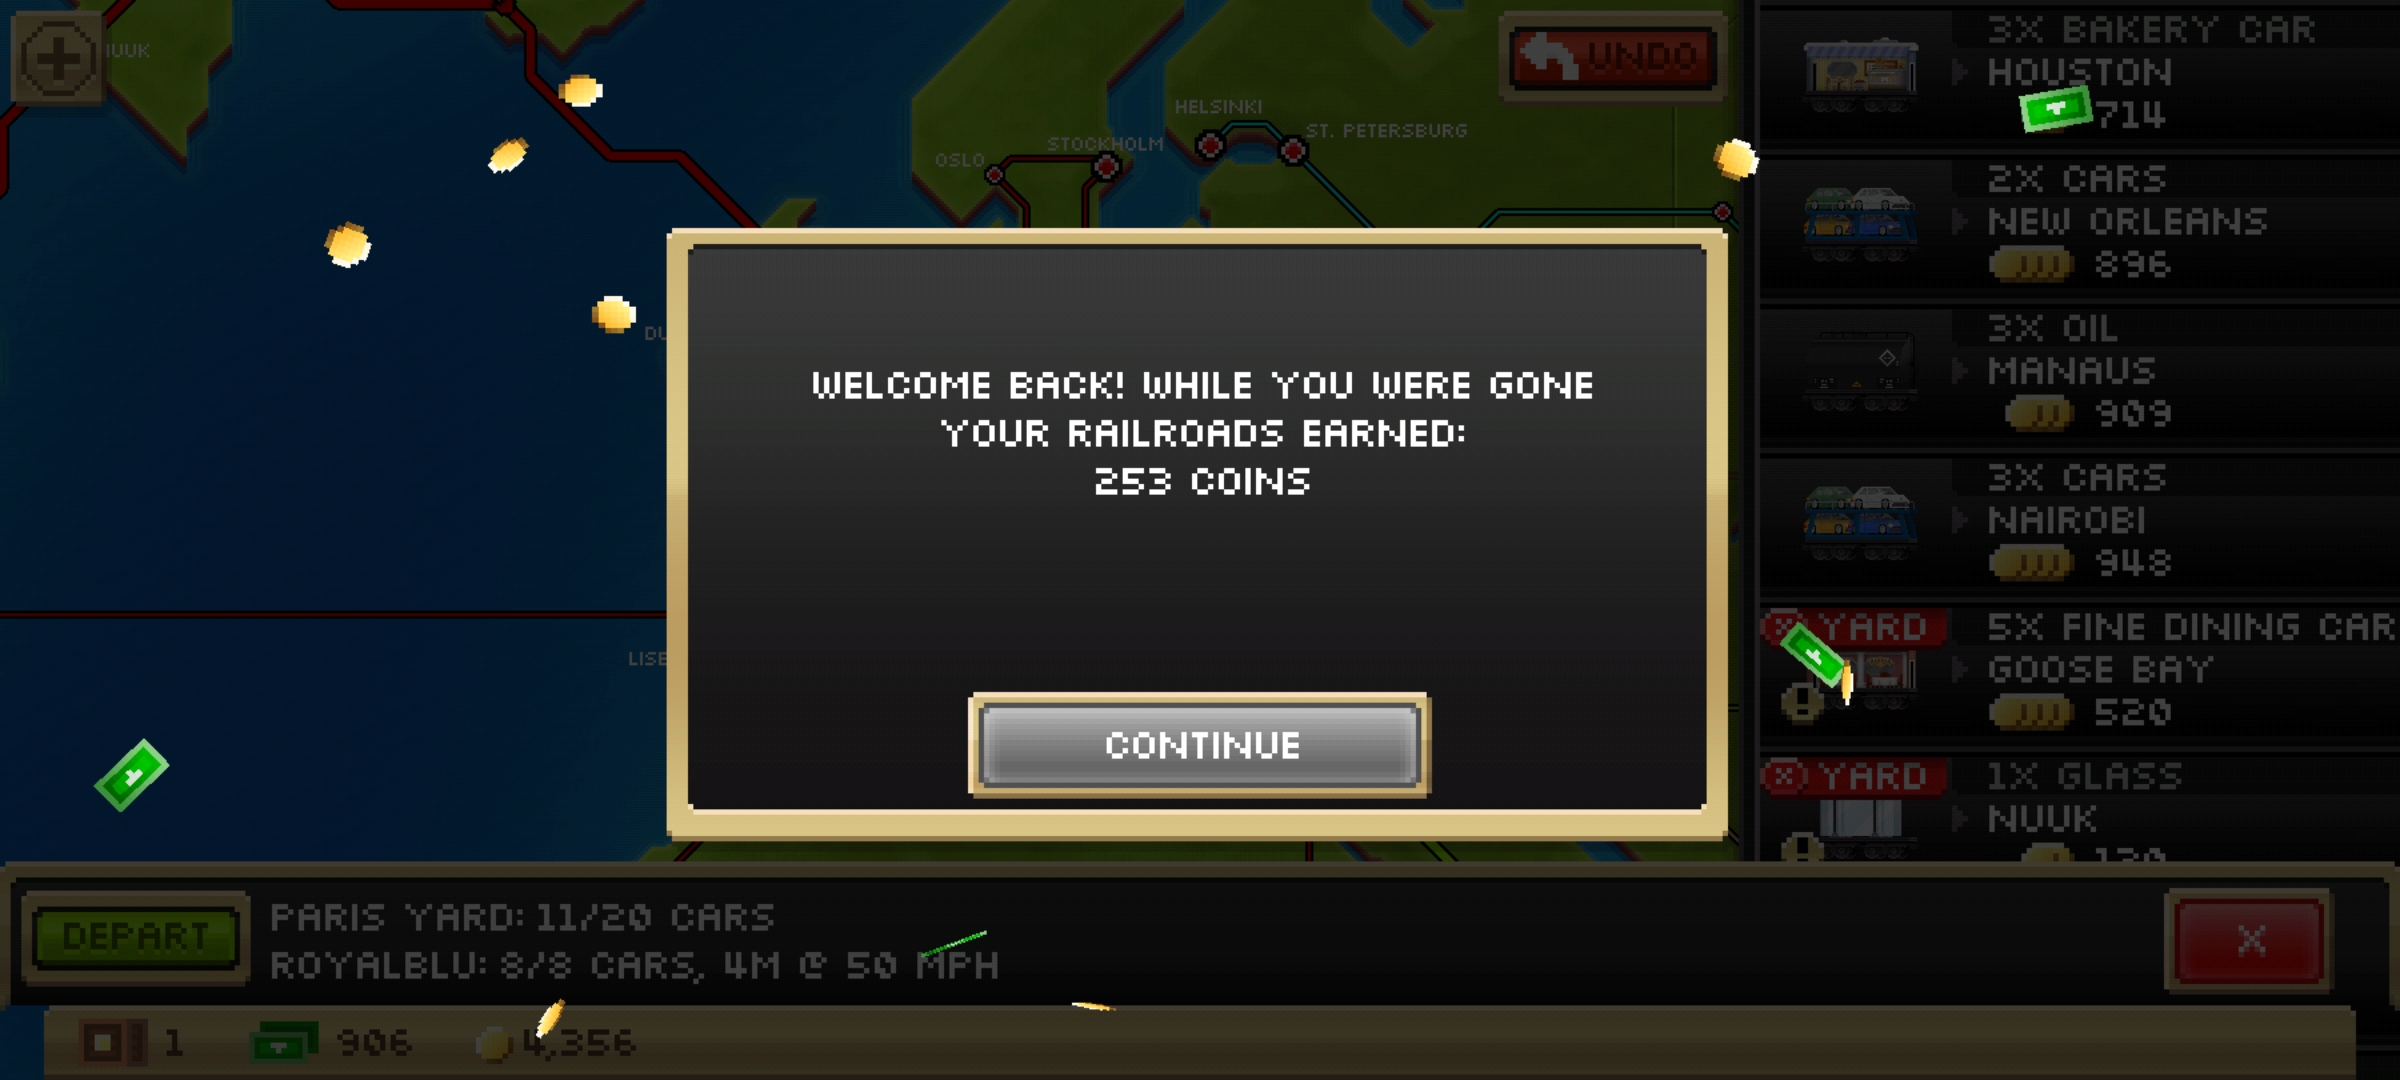 NUUK
UNDO
HELSINKI
ST. PETERSBURG
STOCKHOLM
OSLO
3X BAKERY CAR
HOUSTON
714
2X CARS
NEW ORLEANS
896
3X OIL
MANAUS
909
3X CARS
NAIROBI
948
X YARD
5X FINE DINING CAR
GOOSE BAY
520
X YARD
1X GLASS
NUUK
WELCOME BACK! WHILE YOU WERE GONE
YOUR RAILROADS EARNED:
253 COINS
CONTINUE
DEPART
PARIS YARD: 11/20 CARS
ROYALBLU: 8/8 CARS, 4M @ 50 MPH
X
1
906
4,356